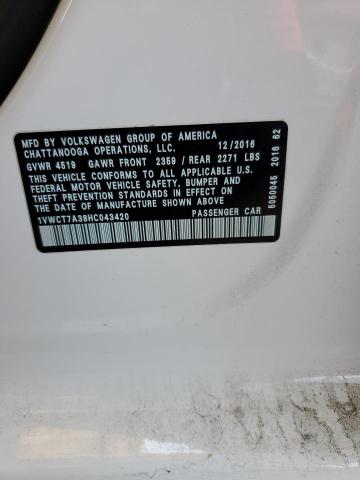 MFD BY VOLKSWAGEN GROUP OF AMERICA
CHATTANOOGA OPERATIONS, LLC. 12/2016
GVWR 4519 GAWR FRONT 2359 / REAR 2271 LBS
THIS VEHICLE CONFORMS TO ALL APPLICABLE U.S.
FEDERAL MOTOR VEHICLE SAFETY, BUMPER AND
THEFT PREVENTION STANDARDS IN EFFECT ON THE
DATE OF MANUFACTURE SHOWN ABOVE
1VWCT7A38HC043420 PASSENGER CAR
5050045 2016 62